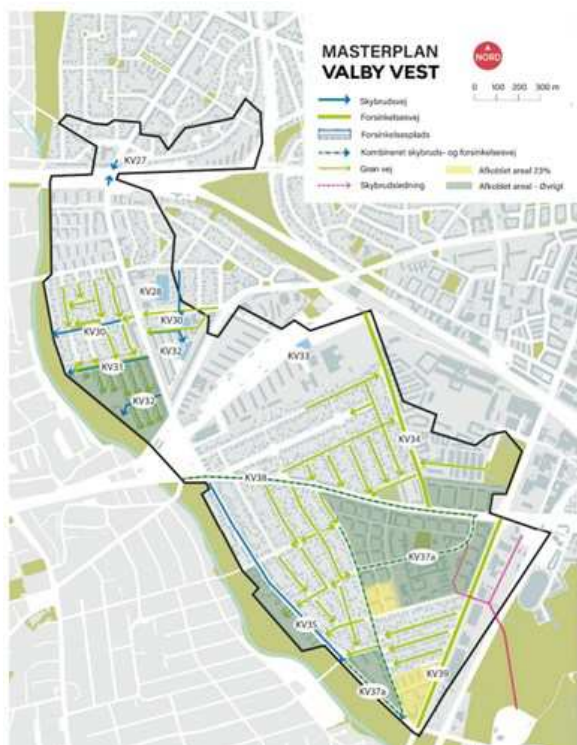 MASTERPLAN
VALBY VEST
NORD
0 100 200 300 m
Skybrudsvej
Forsinkelsesvej
Forsinkelsesplads
Kombineret skybruds- og forsinkelsesvej
Grøn vej
Skybrudsledning
Afkoblet areal 23%
Afkoblet areal - Øvrigt
KV27
KV28
KV30
KV30
KV31
KV32
KV32
KV33
KV34
KV38
KV37a
KV35
KV39
KV37a